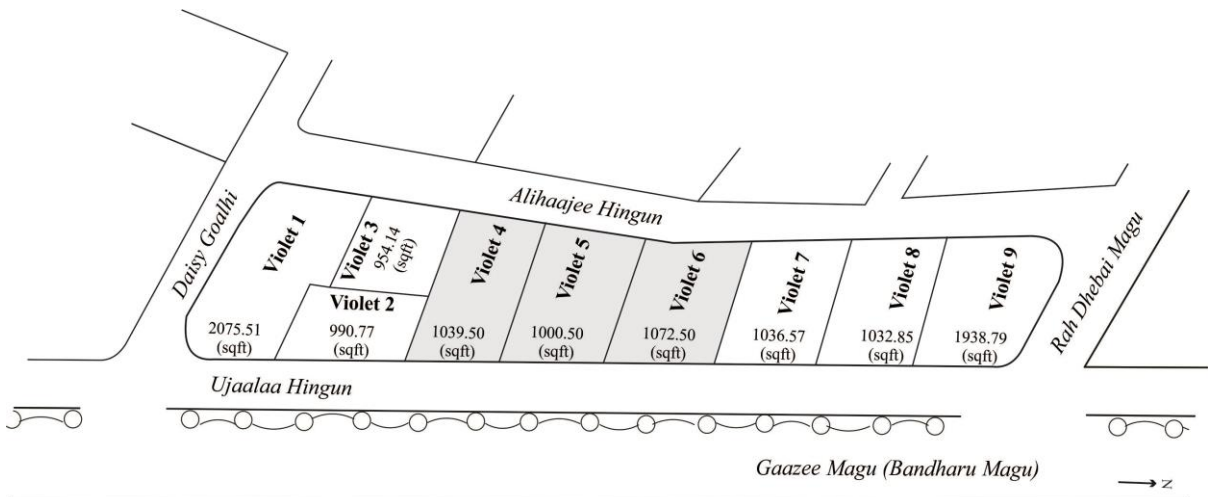 Alihaajee Hingun
Daisy Goalhi
Violet 1
2075.51
(sqft)
Violet 3
954.14
(sqft)
Violet 2
990.77
(sqft)
Violet 4
1039.50
(sqft)
Violet 5
1000.50
(sqft)
Violet 6
1072.50
(sqft)
Violet 7
1036.57
(sqft)
Violet 8
1032.85
(sqft)
Violet 9
1938.79
(sqft)
Rah Dhebai Magu
Ujaalaa Hingun
Gaazee Magu (Bandharu Magu)
N